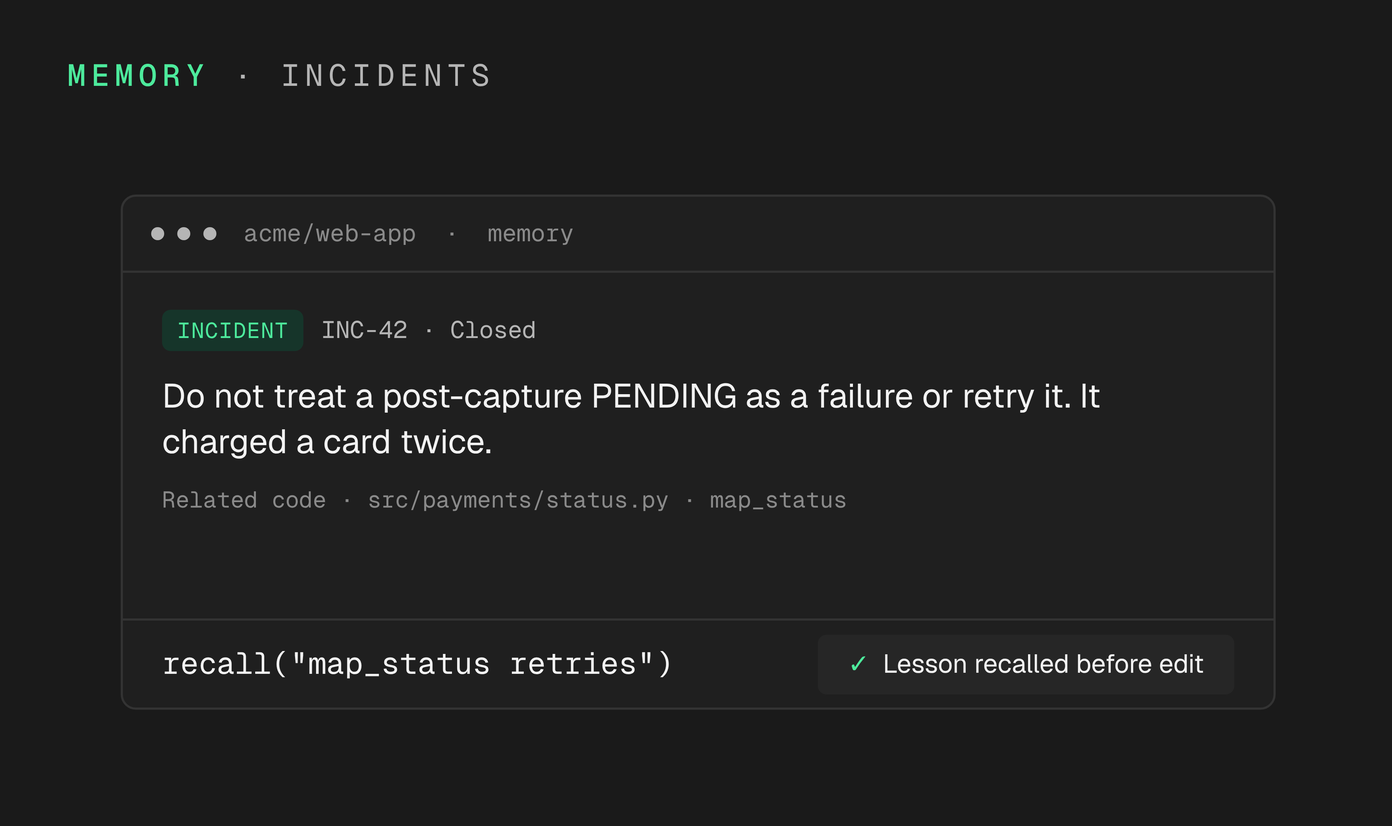 MEMORY · INCIDENTS
acme/web-app · memory
INCIDENT INC-42 · Closed
Do not treat a post-capture PENDING as a failure or retry it. It
charged a card twice.
Related code · src/payments/status.py · map_status
recall("map_status retries")
✓ Lesson recalled before edit